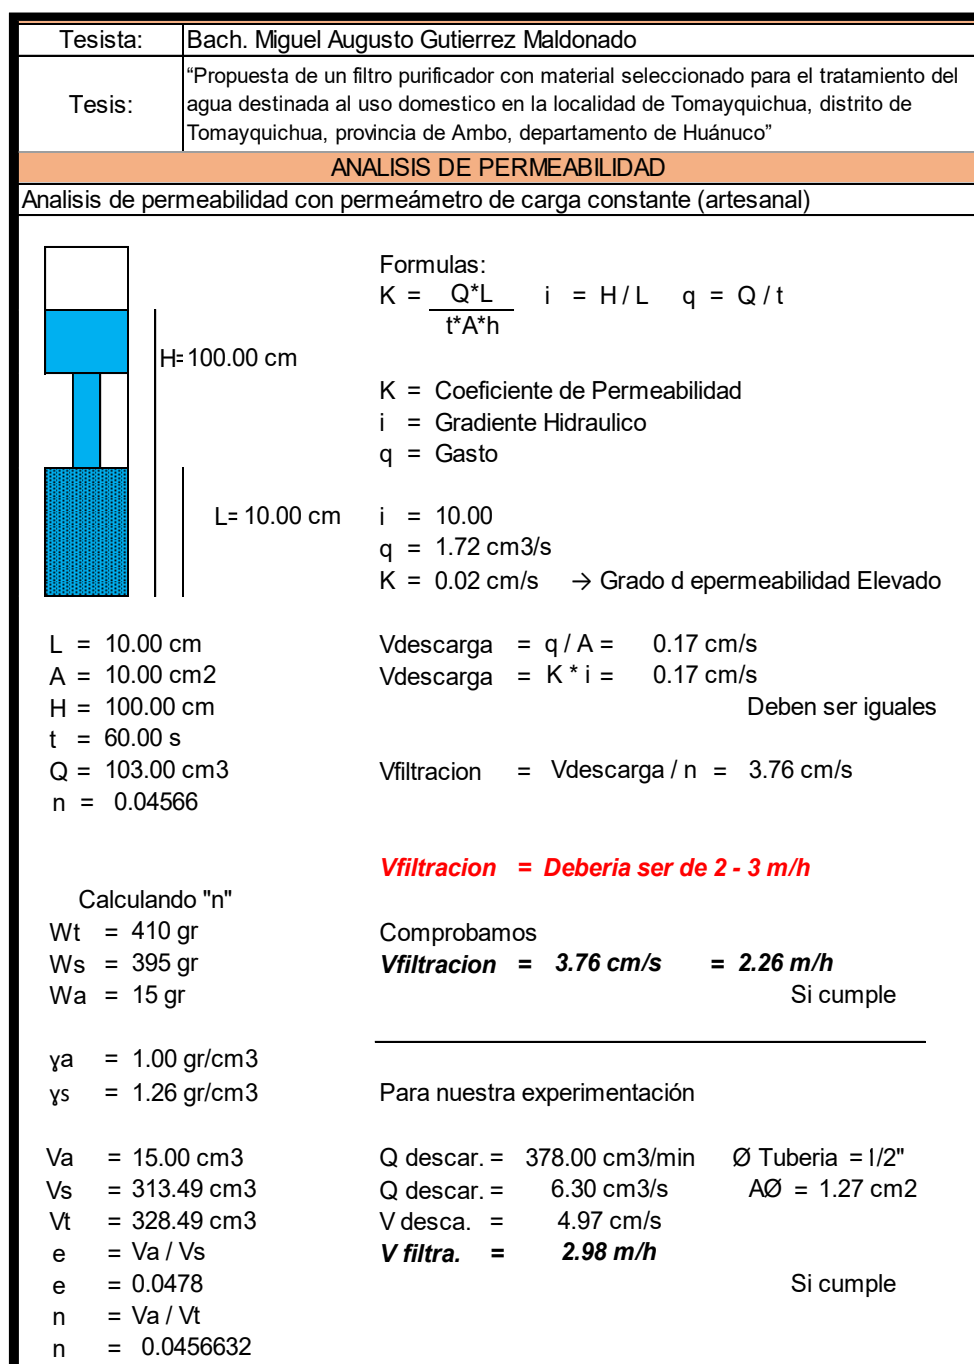 Tesista: Bach. Miguel Augusto Gutierrez Maldonado
Tesis: “Propuesta de un filtro purificador con material seleccionado para el tratamiento del
agua destinada al uso domestico en la localidad de Tomayquichua, distrito de
Tomayquichua, provincia de Ambo, departamento de Huánuco”
ANALISIS DE PERMEABILIDAD
Analisis de permeabilidad con permeámetro de carga constante (artesanal)
Formulas:
K = Q*L i = H / L q = Q / t
t*A*h
H= 100.00 cm
K = Coeficiente de Permeabilidad
i = Gradiente Hidraulico
q = Gasto
L= 10.00 cm
i = 10.00
q = 1.72 cm3/s
K = 0.02 cm/s → Grado d epermeabilidad Elevado
L = 10.00 cm
A = 10.00 cm2
H = 100.00 cm
t = 60.00 s
Q = 103.00 cm3
n = 0.04566
Vdescarga = q / A = 0.17 cm/s
Vdescarga = K * i = 0.17 cm/s
Deben ser iguales
Vfiltracion = Vdescarga / n = 3.76 cm/s
Vfiltracion = Deberia ser de 2 - 3 m/h
Calculando "n"
Wt = 410 gr
Ws = 395 gr
Wa = 15 gr
Comprobamos
Vfiltracion = 3.76 cm/s = 2.26 m/h
Si cumple
ɣa = 1.00 gr/cm3
ɣs = 1.26 gr/cm3
Para nuestra experimentación
Va = 15.00 cm3
Vs = 313.49 cm3
Vt = 328.49 cm3
e = Va / Vs
e = 0.0478
n = Va / Vt
n = 0.0456632
Q descar. = 378.00 cm3/min Ø Tuberia = 1/2"
Q descar. = 6.30 cm3/s AØ = 1.27 cm2
V desca. = 4.97 cm/s
V filtra. = 2.98 m/h
Si cumple